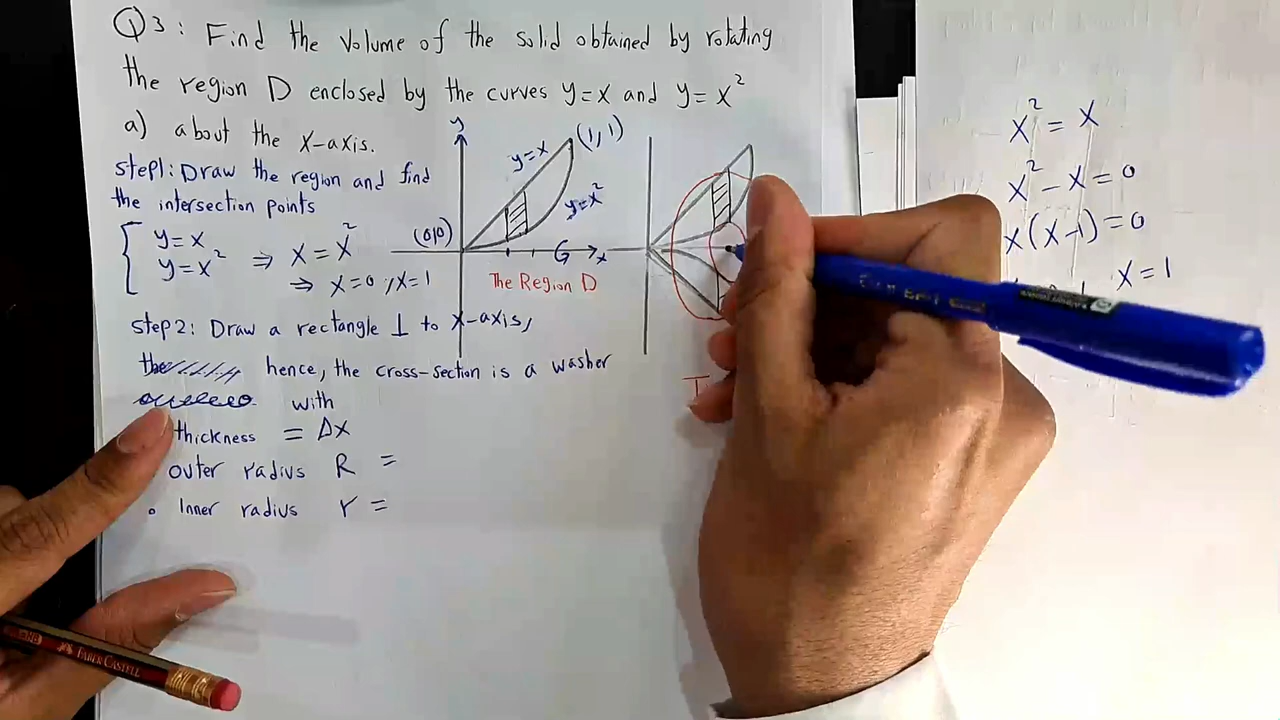 Q3: Find the volume of the solid obtained by rotating
the region D enclosed by the curves y=x and y=x²
a) about the x-axis.
step1: Draw the region and find
the intersection points
y=x
y=x² ⇒ x=x²
⇒ x=0, x=1
y
y=x
(1,1)
y=x²
(0,0)
x
The Region D
step2: Draw a rectangle ⊥ to x-axis,
hence, the cross-section is a washer
with
thickness = Δx
outer radius R =
Inner radius r =
x² = x
x² - x = 0
x(x-1) = 0
x=1
FABER CASTELL